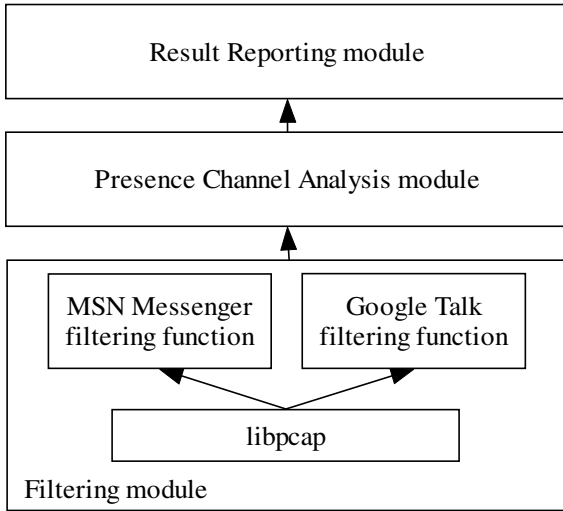 Result Reporting module
Presence Channel Analysis module
MSN Messenger
filtering function
Google Talk
filtering function
libpcap
Filtering module